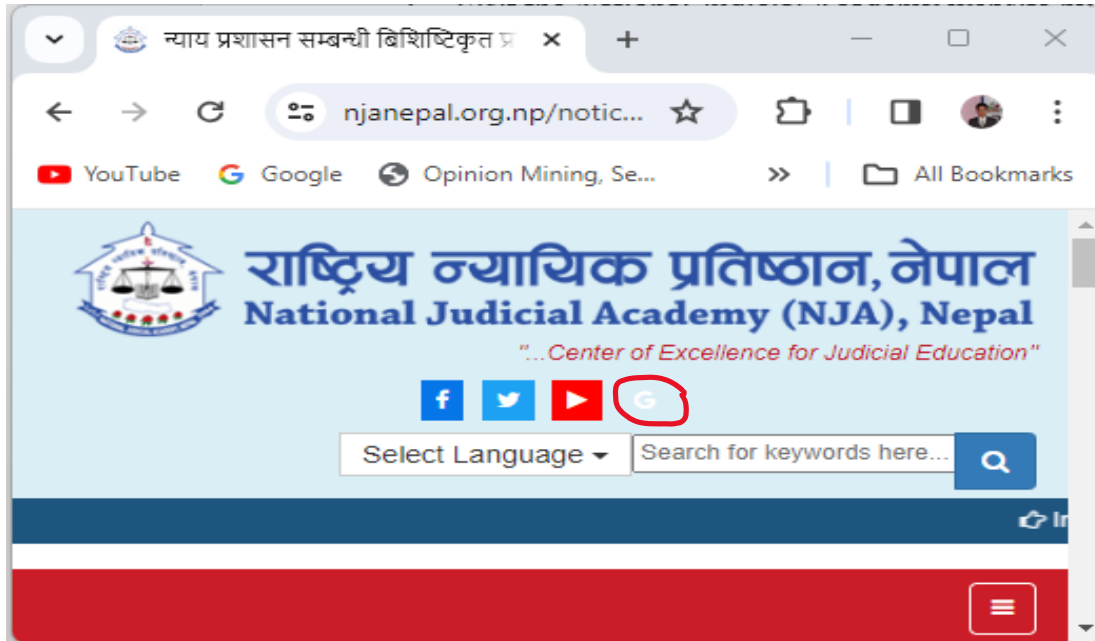 न्याय प्रशासन सम्बन्धी बिशिष्टिकृत प्र
njanepal.org.np/notic...
YouTube Google Opinion Mining, Se... All Bookmarks
राष्ट्रिय न्यायिक प्रतिष्ठान, नेपाल
National Judicial Academy (NJA), Nepal
"...Center of Excellence for Judicial Education"
f G
Select Language Search for keywords here...